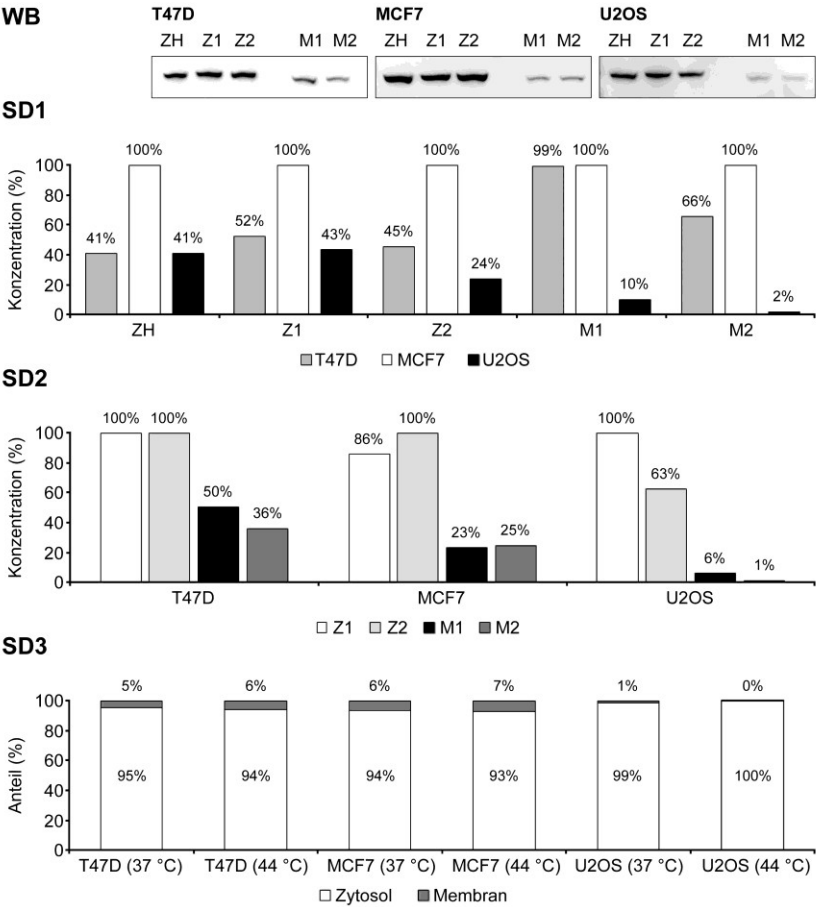 WB
T47D MCF7 U2OS
ZH Z1 Z2 M1 M2 ZH Z1 Z2 M1 M2 ZH Z1 Z2 M1 M2
SD1
Konzentration (%)
100
80
60
40
20
0
41% 100% 41% 52% 100% 43% 45% 100% 24% 99% 100% 10% 66% 100% 2%
ZH Z1 Z2 M1 M2
T47D MCF7 U2OS
SD2
Konzentration (%)
100
80
60
40
20
0
100% 100% 50% 36% 86% 100% 23% 25% 100% 63% 6% 1%
T47D MCF7 U2OS
Z1 Z2 M1 M2
SD3
Anteil (%)
100
80
60
40
20
0
5% 6% 6% 7% 1% 0%
95% 94% 94% 93% 99% 100%
T47D (37 °C) T47D (44 °C) MCF7 (37 °C) MCF7 (44 °C) U2OS (37 °C) U2OS (44 °C)
Zytosol Membran